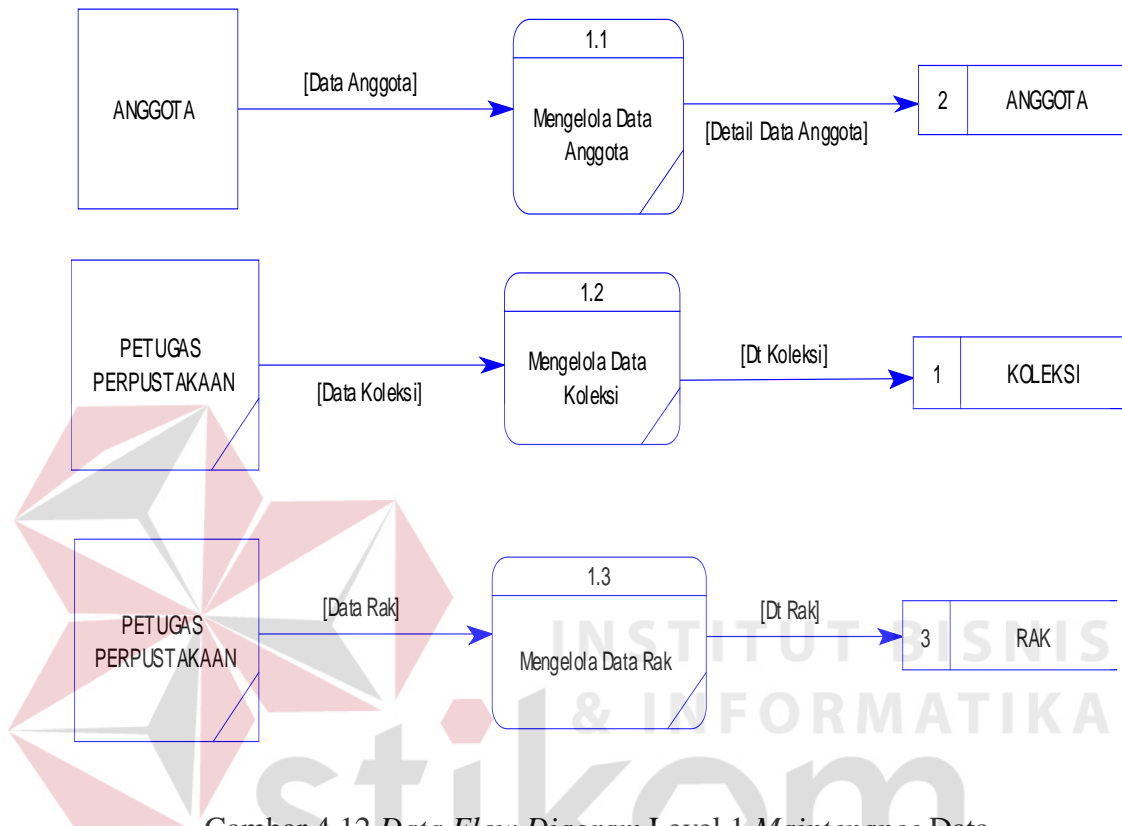 1.1
[Data Anggota]
ANGGOTA
Mengelola Data
Anggota
[Detail Data Anggota]
2 ANGGOTA
1.2
PETUGAS
PERPUSTAKAAN
[Data Koleksi]
Mengelola Data
Koleksi
[Dt Koleksi]
1 KOLEKSI
1.3
PETUGAS
PERPUSTAKAAN
[Data Rak]
Mengelola Data Rak
[Dt Rak]
3 RAK
INSTITUT BISNIS
& INFORMATIKA
stikom
Gambar 4.12 Data Flow Diagram Level 1 Maintenance Data